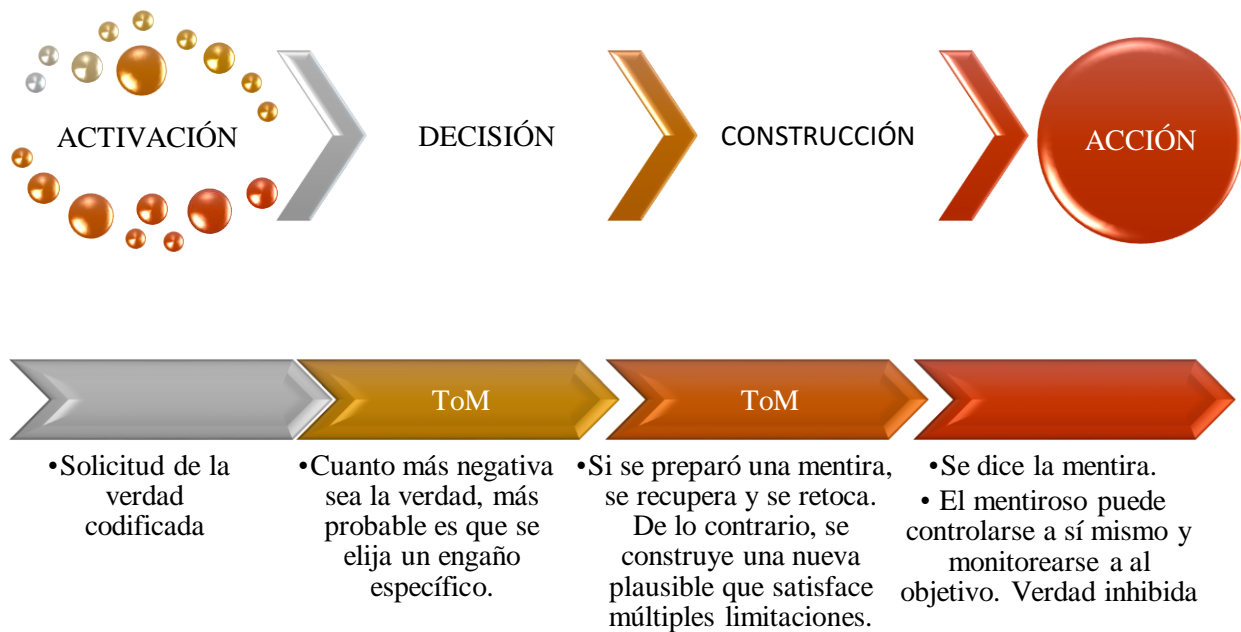 ACTIVACIÓN
DECISIÓN
CONSTRUCCIÓN
ACCIÓN
ToM
ToM
•Solicitud de la
verdad
codificada
•Cuanto más negativa
sea la verdad, más
probable es que se
elija un engaño
específico.
•Si se preparó una mentira,
se recupera y se retoca.
De lo contrario, se
construye una nueva
plausible que satisface
múltiples limitaciones.
•Se dice la mentira.
• El mentiroso puede
controlarse a sí mismo y
monitorearse a al
objetivo. Verdad inhibida